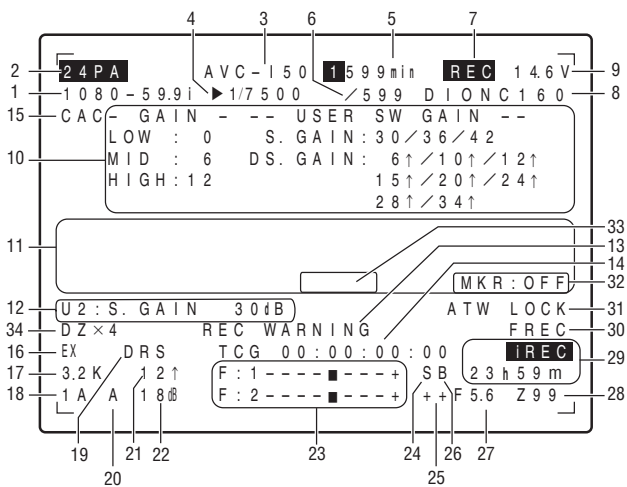 4 3 6 5 7
2 24PA AVC-I50 1 599min REC 14.6V 9
1 1080-59.9i ▶1/7500 /599 DIONC160 8
15 CAC - GAIN - -- USER SW GAIN --
10 LOW : 0 S. GAIN: 30/36/42
MID : 6 DS. GAIN: 6↑/10↑/12↑
HIGH:12 15↑/20↑/24↑
28↑/34↑
11 33
13
14
MKR:OFF 32
12 U2:S. GAIN 30dB ATW LOCK 31
34 DZ×4 REC WARNING FREC 30
16 EX DRS TCG 00:00:00:00 iREC 29
17 3.2K 12↑ F:1----■---+ SB 23h59m
18 1A A 18dB F:2----■---+ ++ F5.6 Z99 28
19 20 21 22 23 24 25 26 27